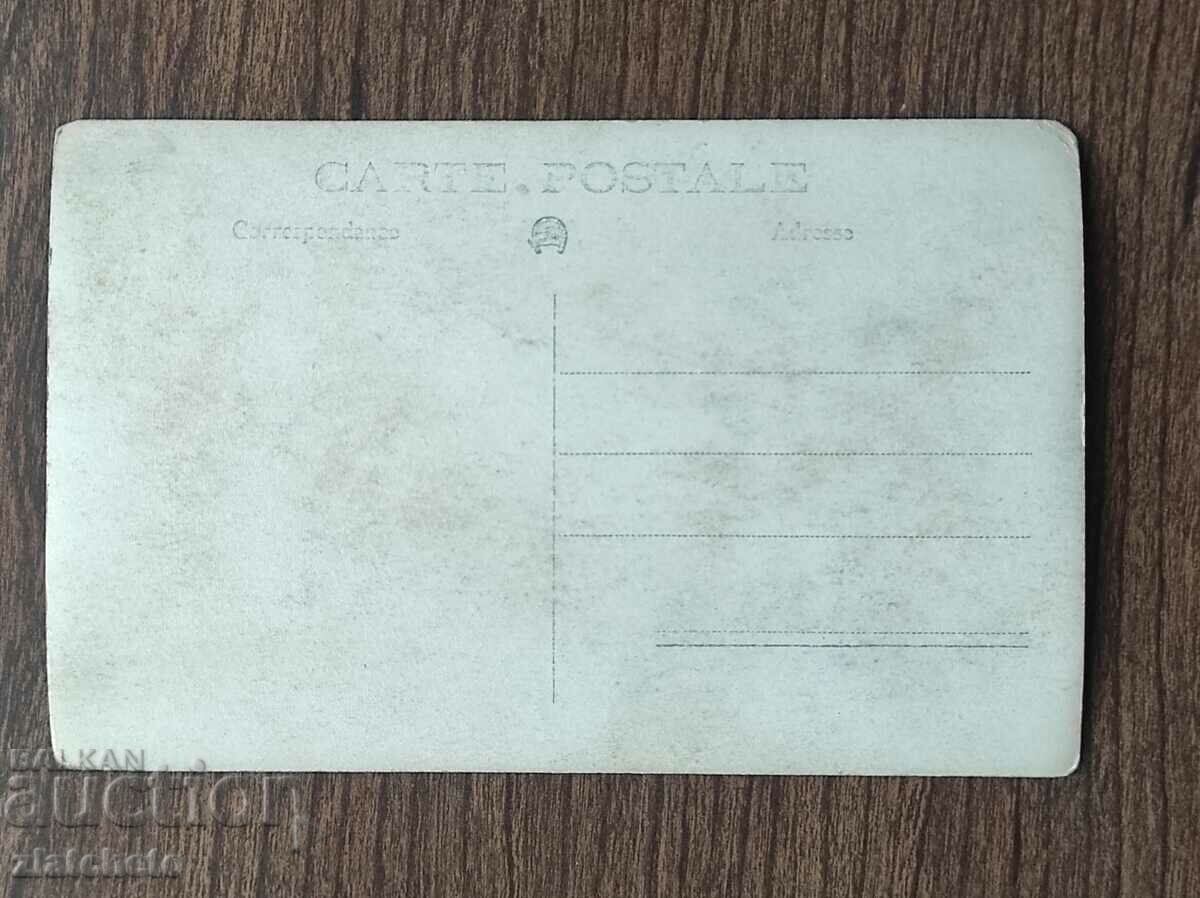 CARTE.POSTALE
Correspondance Adresse
BALKAN
auction
zlatcheto